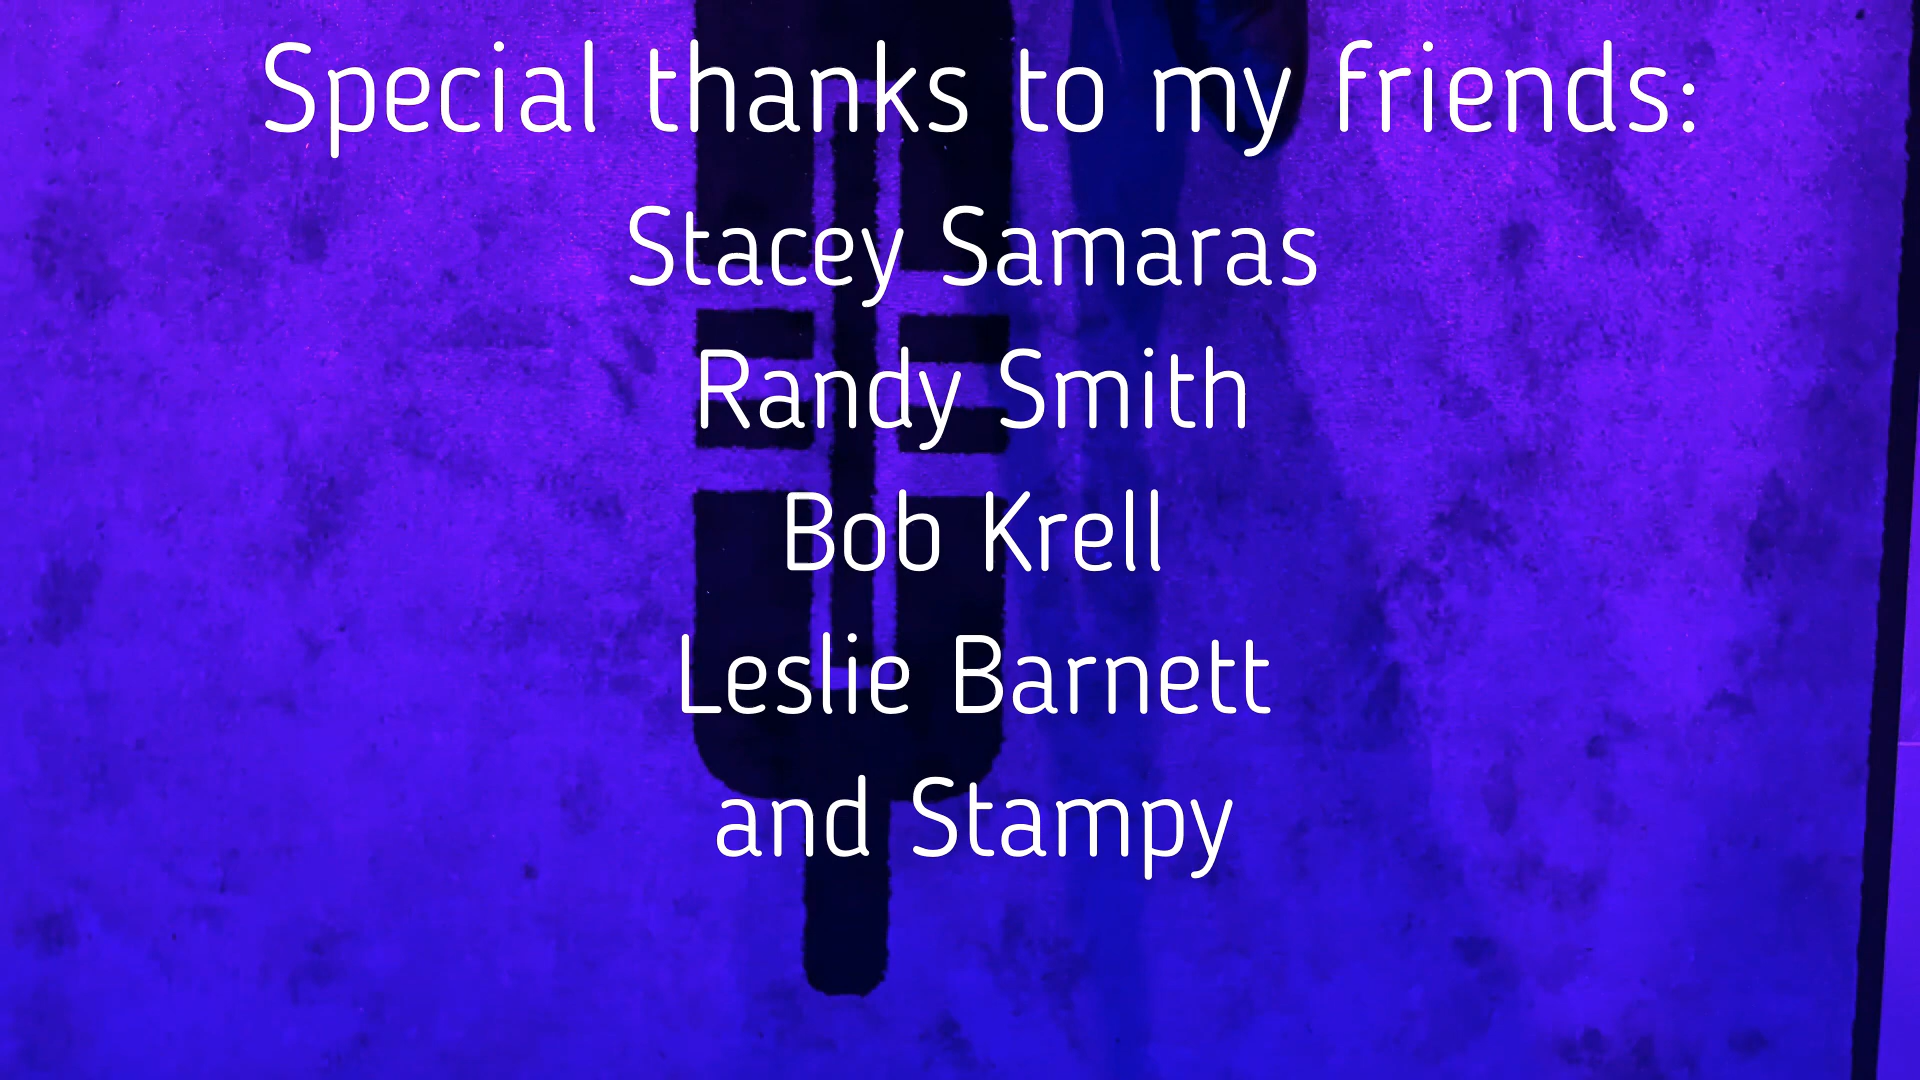 Special thanks to my friends:
Stacey Samaras
Randy Smith
Bob Krell
Leslie Barnett
and Stampy